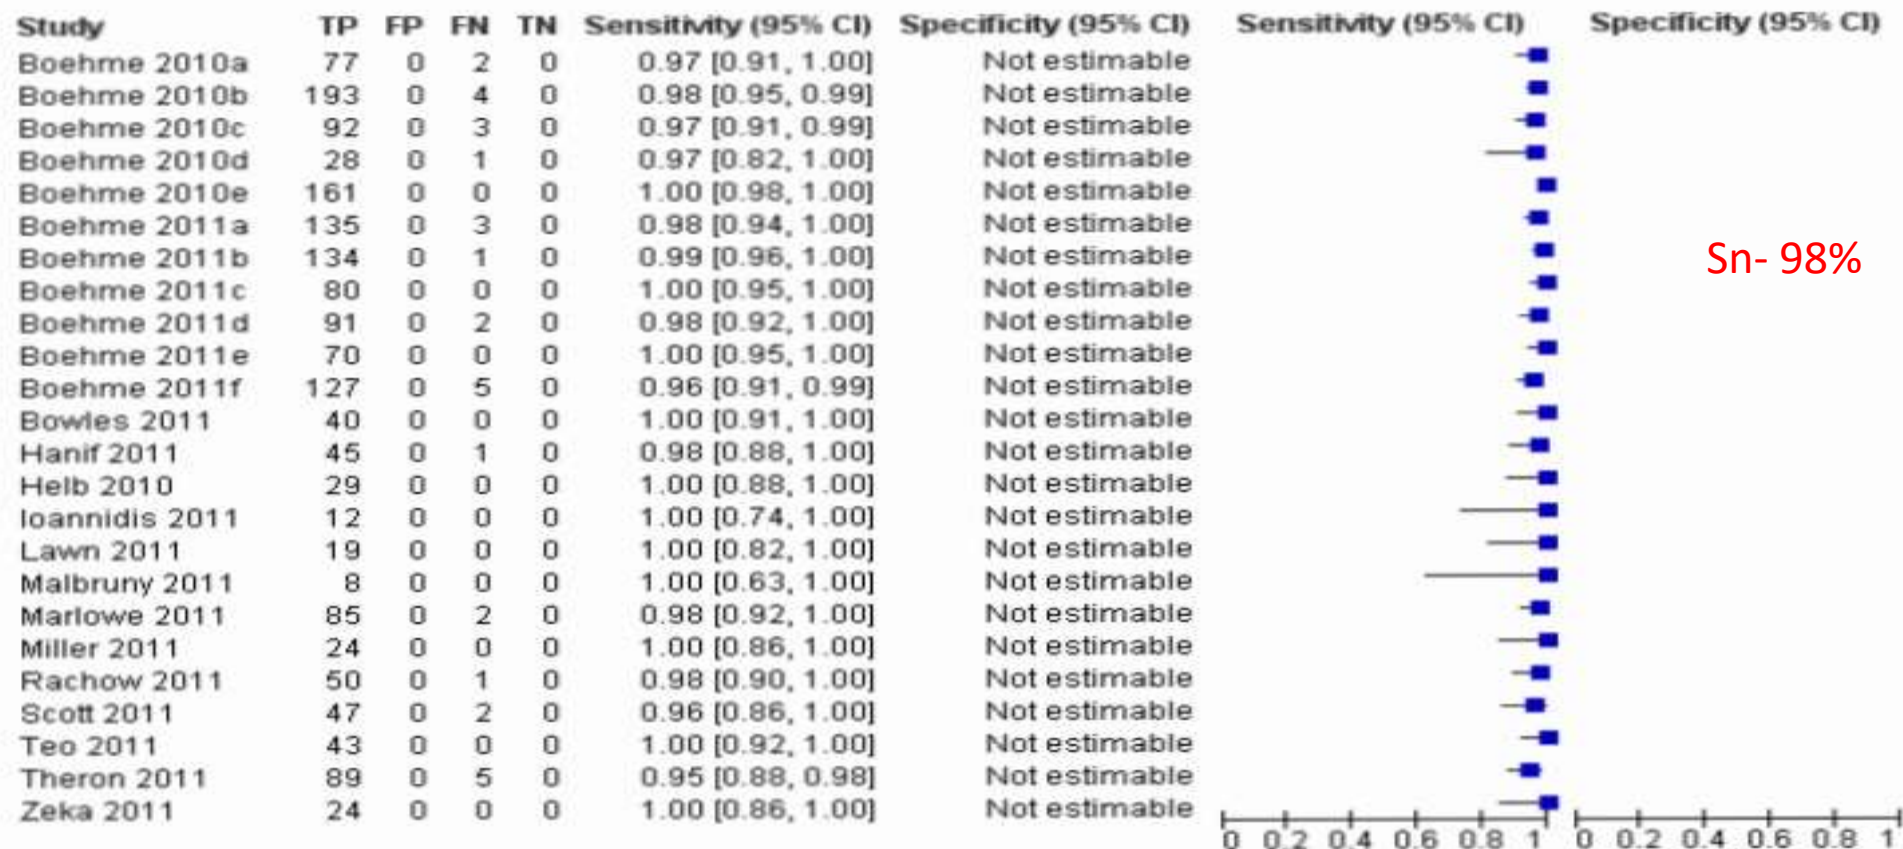 Study TP FP FN TN Sensitivity (95% CI) Specificity (95% CI) Sensitivity (95% CI) Specificity (95% CI)
Boehme 2010a 77 0 2 0 0.97 [0.91, 1.00] Not estimable
Boehme 2010b 193 0 4 0 0.98 [0.95, 0.99] Not estimable
Boehme 2010c 92 0 3 0 0.97 [0.91, 0.99] Not estimable
Boehme 2010d 28 0 1 0 0.97 [0.82, 1.00] Not estimable
Boehme 2010e 161 0 0 0 1.00 [0.98, 1.00] Not estimable
Boehme 2011a 135 0 3 0 0.98 [0.94, 1.00] Not estimable
Boehme 2011b 134 0 1 0 0.99 [0.96, 1.00] Not estimable Sn- 98%
Boehme 2011c 80 0 0 0 1.00 [0.95, 1.00] Not estimable
Boehme 2011d 91 0 2 0 0.98 [0.92, 1.00] Not estimable
Boehme 2011e 70 0 0 0 1.00 [0.95, 1.00] Not estimable
Boehme 2011f 127 0 5 0 0.96 [0.91, 0.99] Not estimable
Bowles 2011 40 0 0 0 1.00 [0.91, 1.00] Not estimable
Hanif 2011 45 0 1 0 0.98 [0.88, 1.00] Not estimable
Helb 2010 29 0 0 0 1.00 [0.88, 1.00] Not estimable
Ioannidis 2011 12 0 0 0 1.00 [0.74, 1.00] Not estimable
Lawn 2011 19 0 0 0 1.00 [0.82, 1.00] Not estimable
Malbruny 2011 8 0 0 0 1.00 [0.63, 1.00] Not estimable
Marlowe 2011 85 0 2 0 0.98 [0.92, 1.00] Not estimable
Miller 2011 24 0 0 0 1.00 [0.86, 1.00] Not estimable
Rachow 2011 50 0 1 0 0.98 [0.90, 1.00] Not estimable
Scott 2011 47 0 2 0 0.96 [0.86, 1.00] Not estimable
Teo 2011 43 0 0 0 1.00 [0.92, 1.00] Not estimable
Theron 2011 89 0 5 0 0.95 [0.88, 0.98] Not estimable
Zeka 2011 24 0 0 0 1.00 [0.86, 1.00] Not estimable
0 0.2 0.4 0.6 0.8 1 0 0.2 0.4 0.6 0.8 1